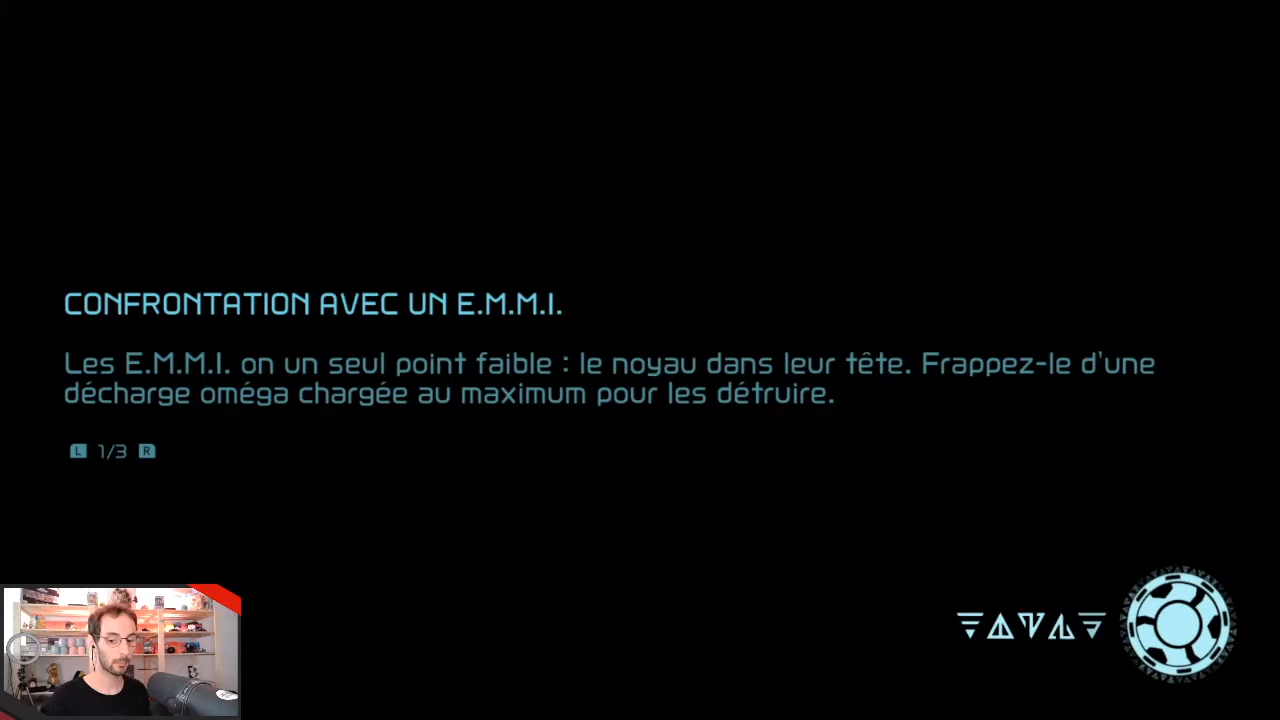 CONFRONTATION AVEC UN E.M.M.I.
Les E.M.M.I. on un seul point faible : le noyau dans leur tête. Frappez-le d'une
décharge oméga chargée au maximum pour les détruire.
L 1/3 R